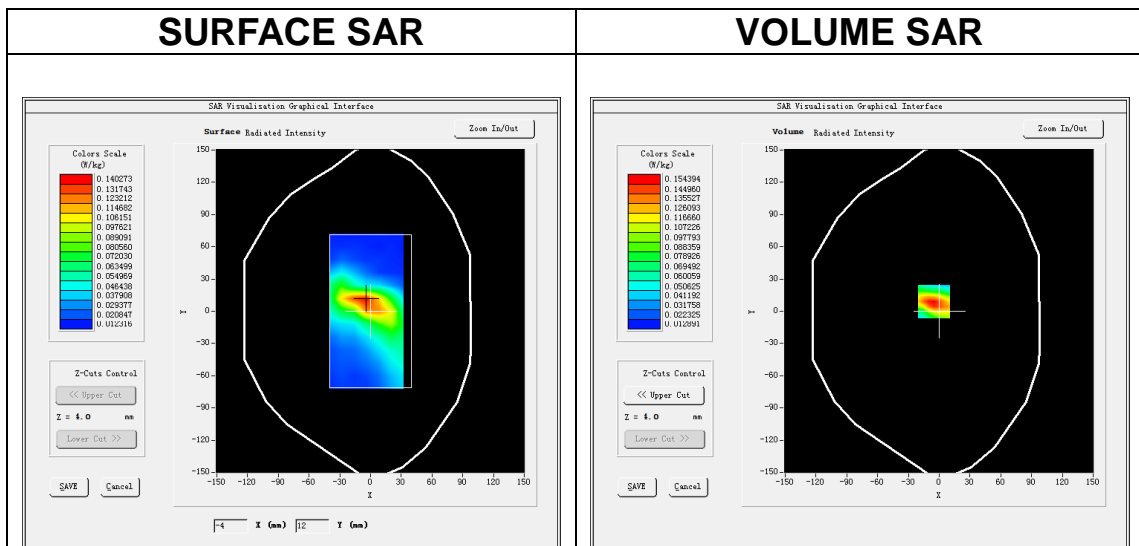 SURFACE SAR
SAR Visualisation Graphical Interface
Surface Radiated Intensity
Zoom In/Out
Colors Scale
(W/kg)
0.140273
0.131743
0.123212
0.114682
0.106151
0.097621
0.089091
0.080560
0.072030
0.063499
0.054969
0.046438
0.037908
0.029377
0.020847
0.012316
150
120
90
60
30
0
-30
-60
-90
-120
-150
Y
-150 -120 -90 -60 -30 0 30 60 90 120 150
X
Z-Cuts Control
<< Upper Cut
Z = 4.0 mm
Lower Cut >>
SAVE Cancel
-4 X (mm) 12 Y (mm)
VOLUME SAR
SAR Visualisation Graphical Interface
Volume Radiated Intensity
Zoom In/Out
Colors Scale
(W/kg)
0.154394
0.144960
0.135527
0.126093
0.116660
0.107226
0.097793
0.088359
0.078926
0.069492
0.060059
0.050625
0.041192
0.031758
0.022325
0.012891
150
120
90
60
30
0
-30
-60
-90
-120
-150
Y
-150 -120 -90 -60 -30 0 30 60 90 120 150
X
Z-Cuts Control
<< Upper Cut
Z = 4.0 mm
Lower Cut >>
SAVE Cancel